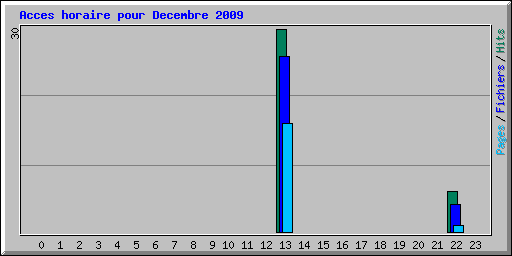 Acces horaire pour Decembre 2009
30
Pages/Fichiers/Hits
0 1 2 3 4 5 6 7 8 9 10 11 12 13 14 15 16 17 18 19 20 21 22 23